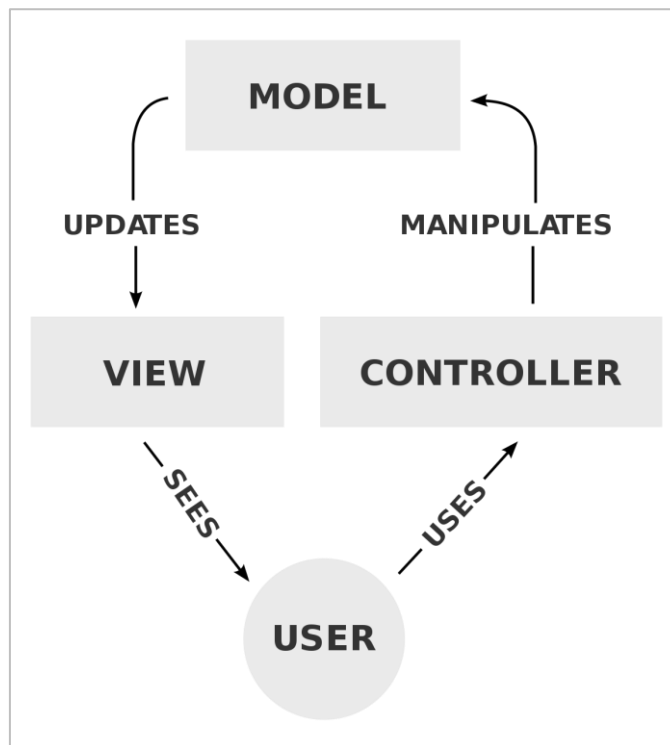 MODEL
UPDATES
MANIPULATES
VIEW
CONTROLLER
SEES
USES
USER